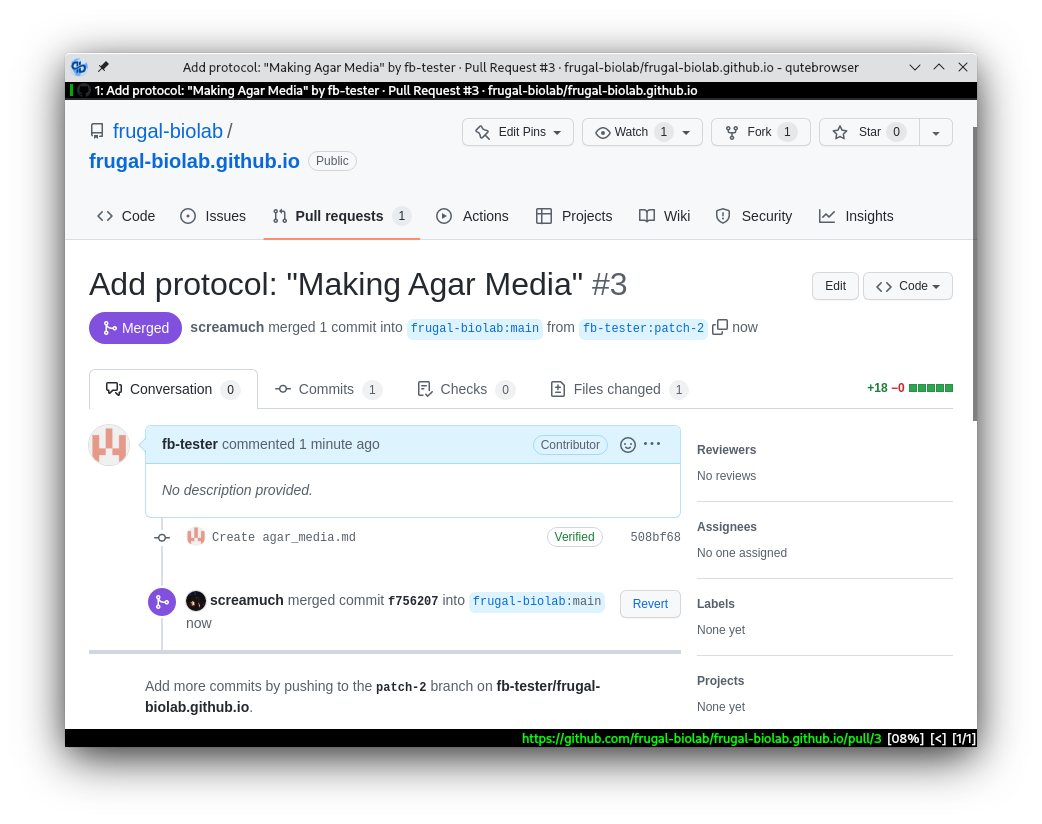 Add protocol: "Making Agar Media" by fb-tester · Pull Request #3 · frugal-biolab/frugal-biolab.github.io - qutebrowser
1: Add protocol: "Making Agar Media" by fb-tester · Pull Request #3 · frugal-biolab/frugal-biolab.github.io
frugal-biolab /
frugal-biolab.github.io Public
Edit Pins Watch 1 Fork 1 Star 0
Code Issues Pull requests 1 Actions Projects Wiki Security Insights
Add protocol: "Making Agar Media" #3
Edit Code
Merged screamuch merged 1 commit into frugal-biolab:main from fb-tester:patch-2 now
Conversation 0 Commits 1 Checks 0 Files changed 1 +18 −0
fb-tester commented 1 minute ago Contributor ···
No description provided.
Create agar_media.md Verified 508bf68
screamuch merged commit f756207 into frugal-biolab:main Revert
now
Add more commits by pushing to the patch-2 branch on fb-tester/frugal-
biolab.github.io.
Reviewers
No reviews
Assignees
No one assigned
Labels
None yet
Projects
None yet
https://github.com/frugal-biolab/frugal-biolab.github.io/pull/3 [08%] [<] [1/1]